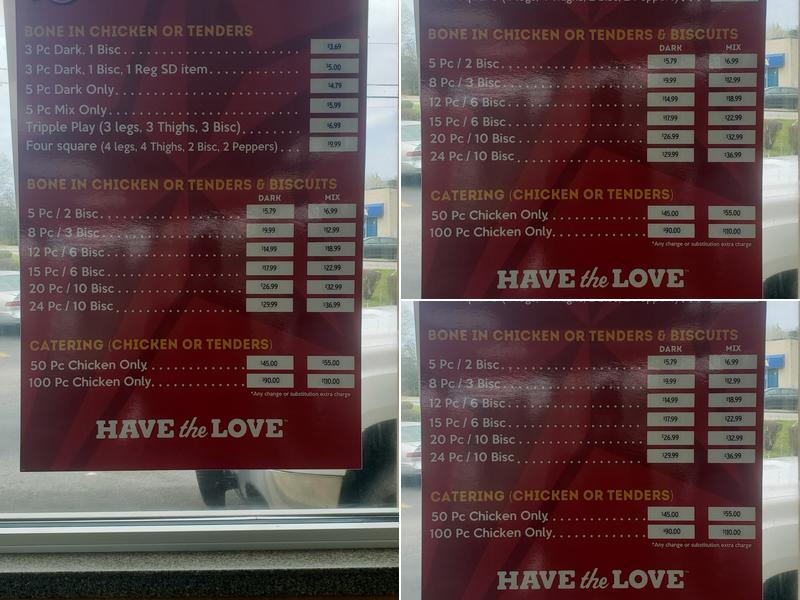 BONE IN CHICKEN OR TENDERS
3 Pc Dark, 1 Bisc $3.69
3 Pc Dark, 1 Bisc, 1 Reg SD item $5.00
5 Pc Dark Only $4.79
5 Pc Mix Only $5.99
Tripple Play (3 legs, 3 Thighs, 3 Bisc) $6.99
Four square (4 legs, 4 Thighs, 2 Bisc, 2 Peppers) $9.99
BONE IN CHICKEN OR TENDERS & BISCUITS
DARK MIX
5 Pc / 2 Bisc $5.79 $6.99
8 Pc / 3 Bisc $9.99 $12.99
12 Pc / 6 Bisc $14.99 $18.99
15 Pc / 6 Bisc $17.99 $22.99
20 Pc / 10 Bisc $26.99 $32.99
24 Pc / 10 Bisc $29.99 $36.99
CATERING (CHICKEN OR TENDERS)
50 Pc Chicken Only $45.00 $55.00
100 Pc Chicken Only $90.00 $110.00
*Any change or substitution extra charge
HAVE the LOVE™
BONE IN CHICKEN OR TENDERS & BISCUITS
DARK MIX
5 Pc / 2 Bisc $5.79 $6.99
8 Pc / 3 Bisc $9.99 $12.99
12 Pc / 6 Bisc $14.99 $18.99
15 Pc / 6 Bisc $17.99 $22.99
20 Pc / 10 Bisc $26.99 $32.99
24 Pc / 10 Bisc $29.99 $36.99
CATERING (CHICKEN OR TENDERS)
50 Pc Chicken Only $45.00 $55.00
100 Pc Chicken Only $90.00 $110.00
*Any change or substitution extra charge
HAVE the LOVE™
BONE IN CHICKEN OR TENDERS & BISCUITS
DARK MIX
5 Pc / 2 Bisc $5.79 $6.99
8 Pc / 3 Bisc $9.99 $12.99
12 Pc / 6 Bisc $14.99 $18.99
15 Pc / 6 Bisc $17.99 $22.99
20 Pc / 10 Bisc $26.99 $32.99
24 Pc / 10 Bisc $29.99 $36.99
CATERING (CHICKEN OR TENDERS)
50 Pc Chicken Only $45.00 $55.00
100 Pc Chicken Only $90.00 $110.00
*Any change or substitution extra charge
HAVE the LOVE™